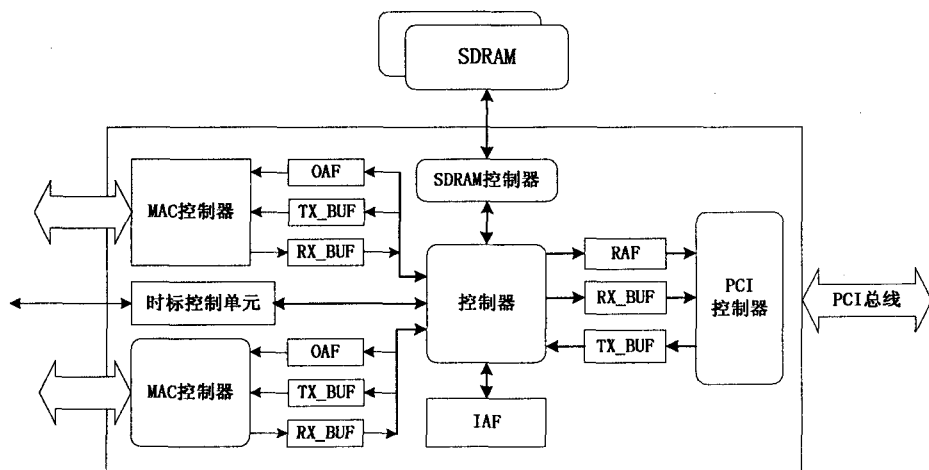 SDRAM
SDRAM控制器
MAC控制器
OAF
TX_BUF
RX_BUF
时标控制单元
控制器
RAF
RX_BUF
TX_BUF
PCI
控制器
PCI总线
MAC控制器
OAF
TX_BUF
RX_BUF
IAF